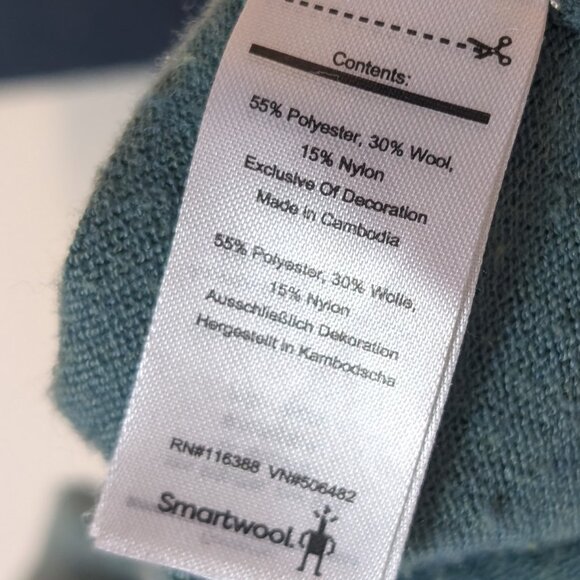 Contents:
55% Polyester, 30% Wool,
15% Nylon
Exclusive Of Decoration
Made in Cambodia
55% Polyester, 30% Wolle,
15% Nylon
Ausschließlich Dekoration
Hergestellt in Kambodscha
RN#116388 VN#506482
Smartwool.